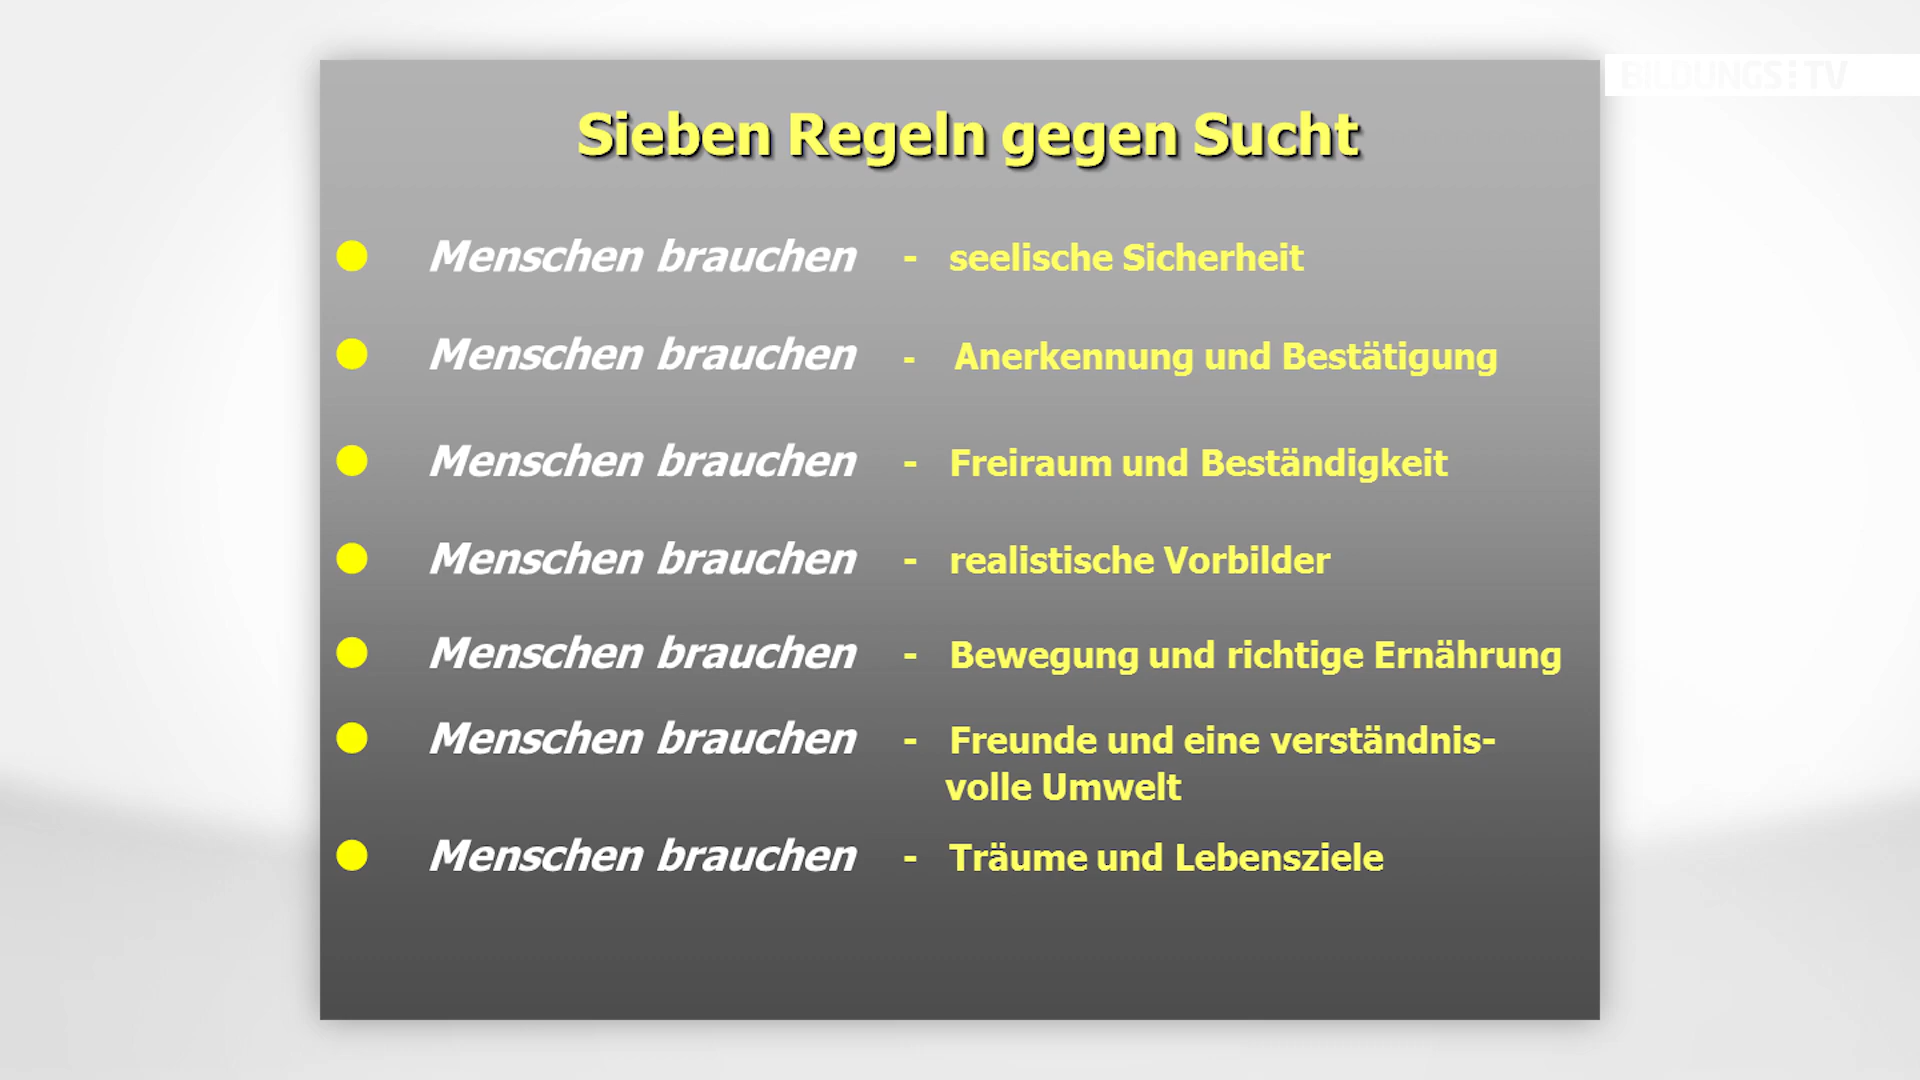 BILDUNGS TV
Sieben Regeln gegen Sucht
Menschen brauchen - seelische Sicherheit
Menschen brauchen - Anerkennung und Bestätigung
Menschen brauchen - Freiraum und Beständigkeit
Menschen brauchen - realistische Vorbilder
Menschen brauchen - Bewegung und richtige Ernährung
Menschen brauchen - Freunde und eine verständnis-
volle Umwelt
Menschen brauchen - Träume und Lebensziele